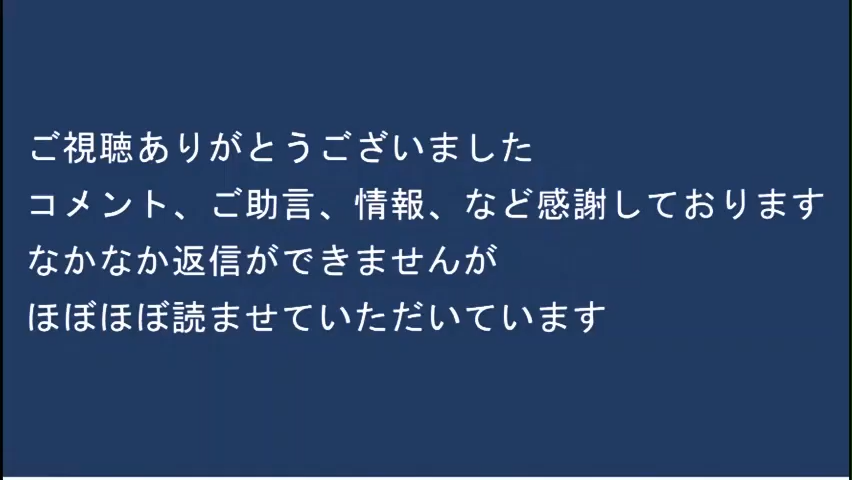 ご視聴ありがとうございました
コメント、ご助言、情報、など感謝しております
なかなか返信ができませんが
ほぼほぼ読ませていただいています